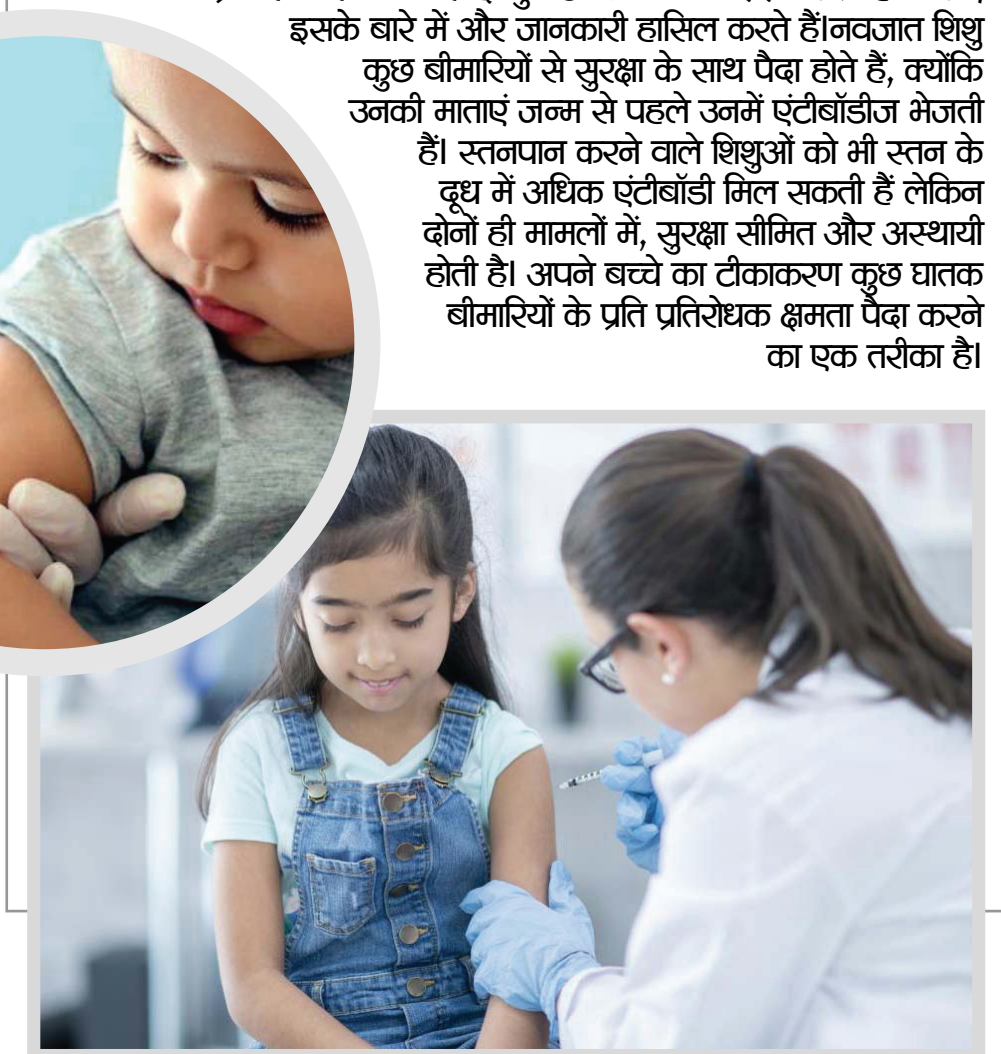 इसके बारे में और जानकारी हासिल करते हैं।नवजात शिशु
कुछ बीमारियों से सुरक्षा के साथ पैदा होते हैं, क्योंकि
उनकी माताएं जन्म से पहले उनमें एंटीबॉडीज भेजती
हैं। स्तनपान करने वाले शिशुओं को भी स्तन के
दूध में अधिक एंटीबॉडी मिल सकती हैं लेकिन
दोनों ही मामलों में, सुरक्षा सीमित और अस्थायी
होती है। अपने बच्चे का टीकाकरण कुछ घातक
बीमारियों के प्रति प्रतिरोधक क्षमता पैदा करने
का एक तरीका है।